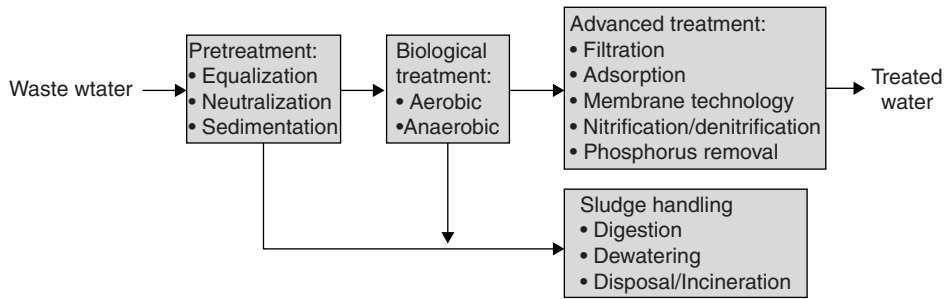 Waste wtater
Pretreatment:
• Equalization
• Neutralization
• Sedimentation
Biological
treatment:
• Aerobic
•Anaerobic
Advanced treatment:
• Filtration
• Adsorption
• Membrane technology
• Nitrification/denitrification
• Phosphorus removal
Treated
water
Sludge handling
• Digestion
• Dewatering
• Disposal/Incineration